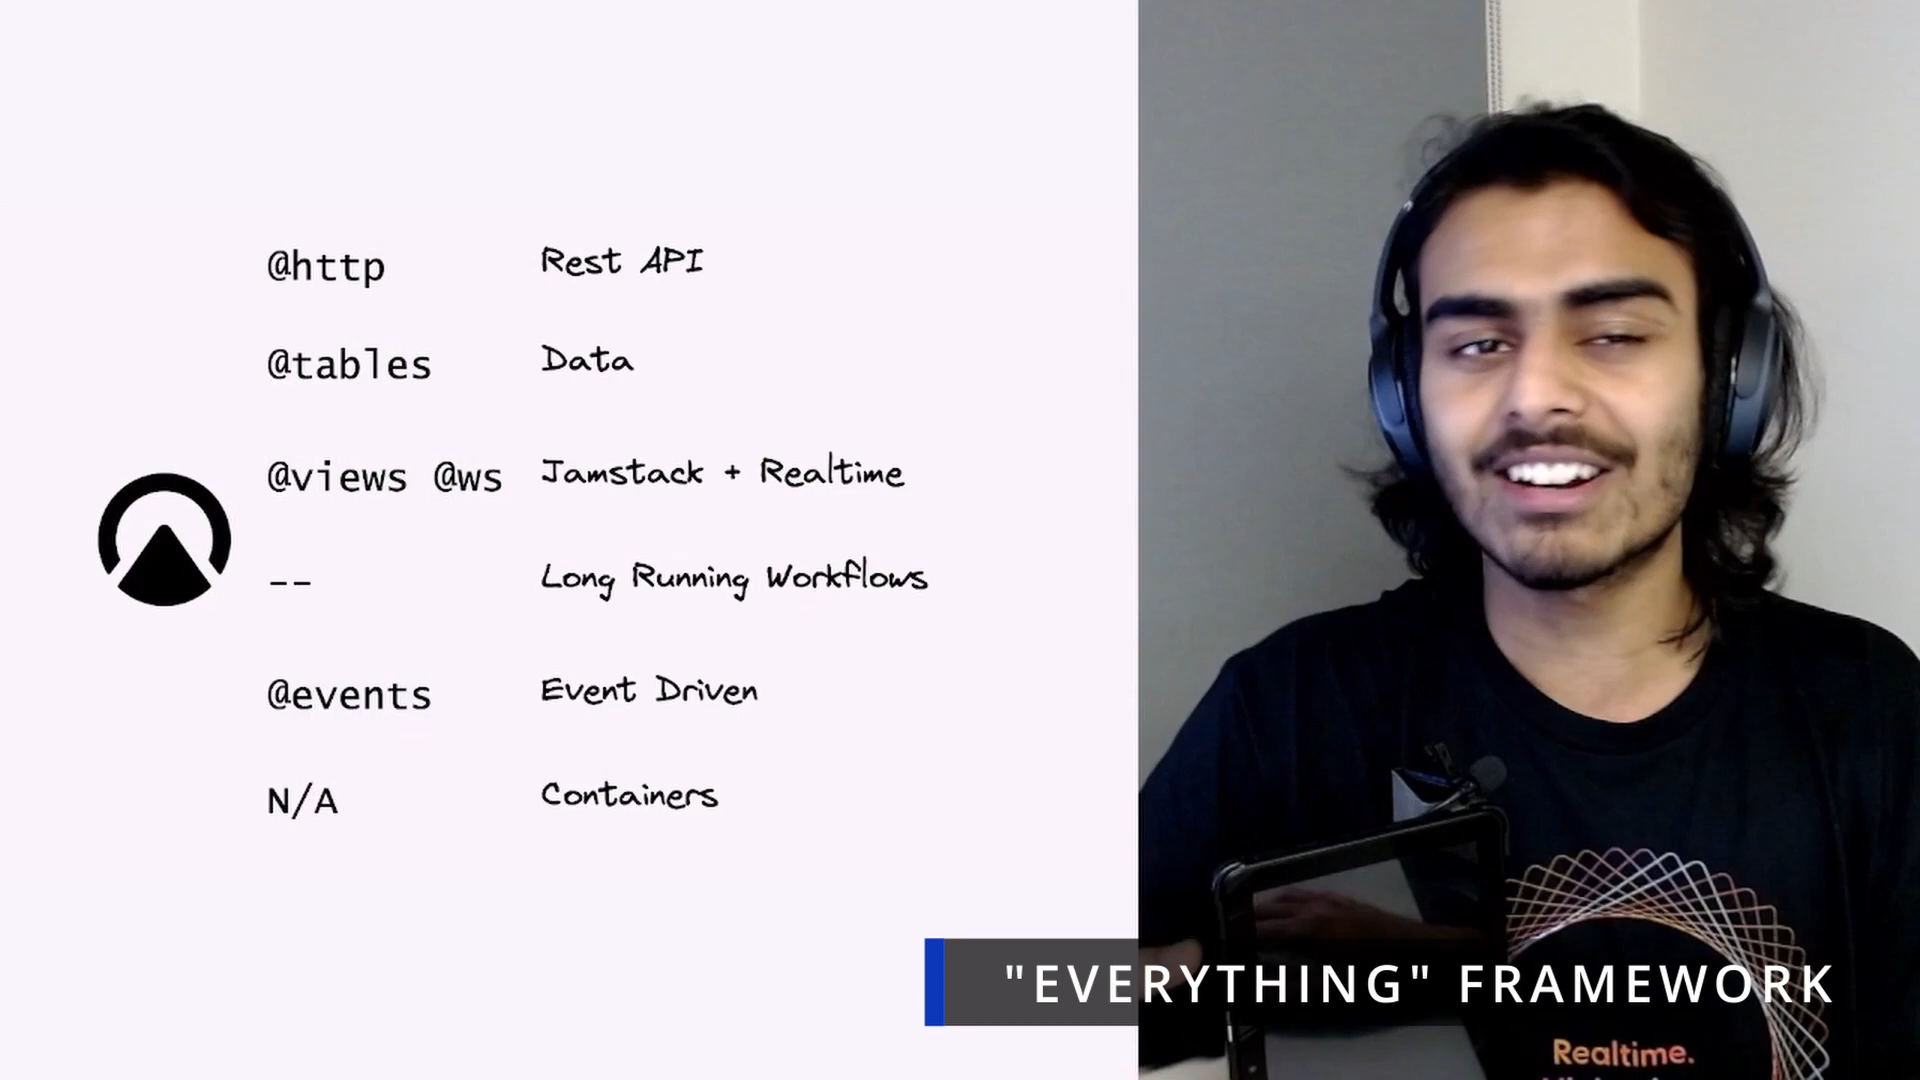 @http Rest API
@tables Data
@views @ws Jamstack + Realtime
-- Long Running Workflows
@events Event Driven
N/A Containers
"EVERYTHING" FRAMEWORK
Realtime.